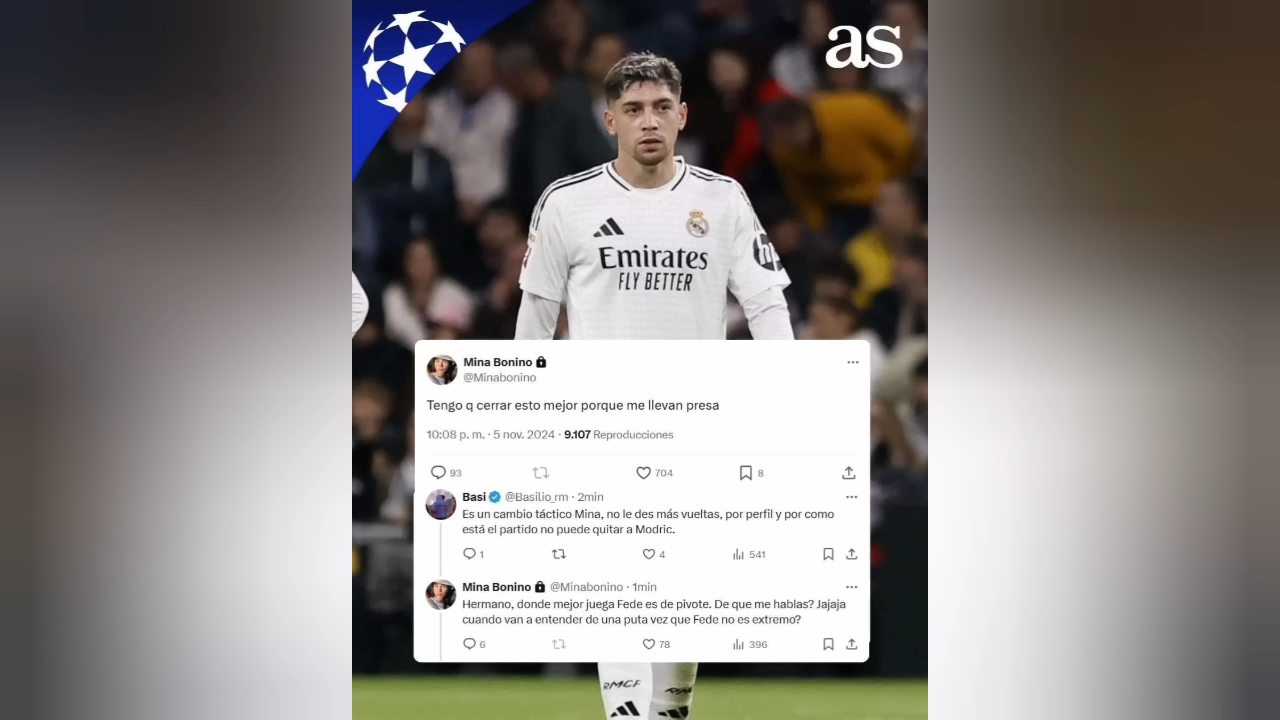 as
hp
Emirates
FLY BETTER
Mina Bonino
@Minabonino
Tengo q cerrar esto mejor porque me llevan presa
10:08 p. m. · 5 nov. 2024 · 9.107 Reproducciones
93 704 8
Basi @Basilio_rm · 2min
Es un cambio táctico Mina, no le des más vueltas, por perfil y por como
está el partido no puede quitar a Modric.
1 4 541
Mina Bonino @Minabonino · 1min
Hermano, donde mejor juega Fede es de pivote. De que me hablas? Jajaja
cuando van a entender de una puta vez que Fede no es extremo?
6 78 396
RMCF